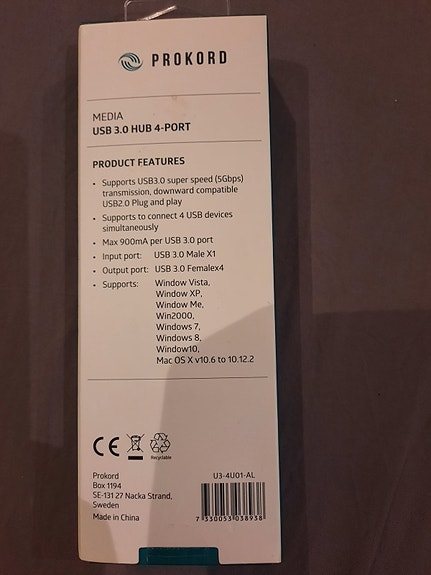 PROKORD
MEDIA
USB 3.0 HUB 4-PORT
PRODUCT FEATURES
• Supports USB3.0 super speed (5Gbps)
transmission, downward compatible
USB2.0 Plug and play
• Supports to connect 4 USB devices
simultaneously
• Max 900mA per USB 3.0 port
• Input port: USB 3.0 Male X1
• Output port: USB 3.0 Femalex4
• Supports: Window Vista,
Window XP,
Window Me,
Win2000,
Windows 7,
Windows 8,
Window10,
Mac OS X v10.6 to 10.12.2
CE
Recyclable
Prokord
Box 1194
SE-131 27 Nacka Strand,
Sweden
Made in China
U3-4U01-AL
7 330053 038938